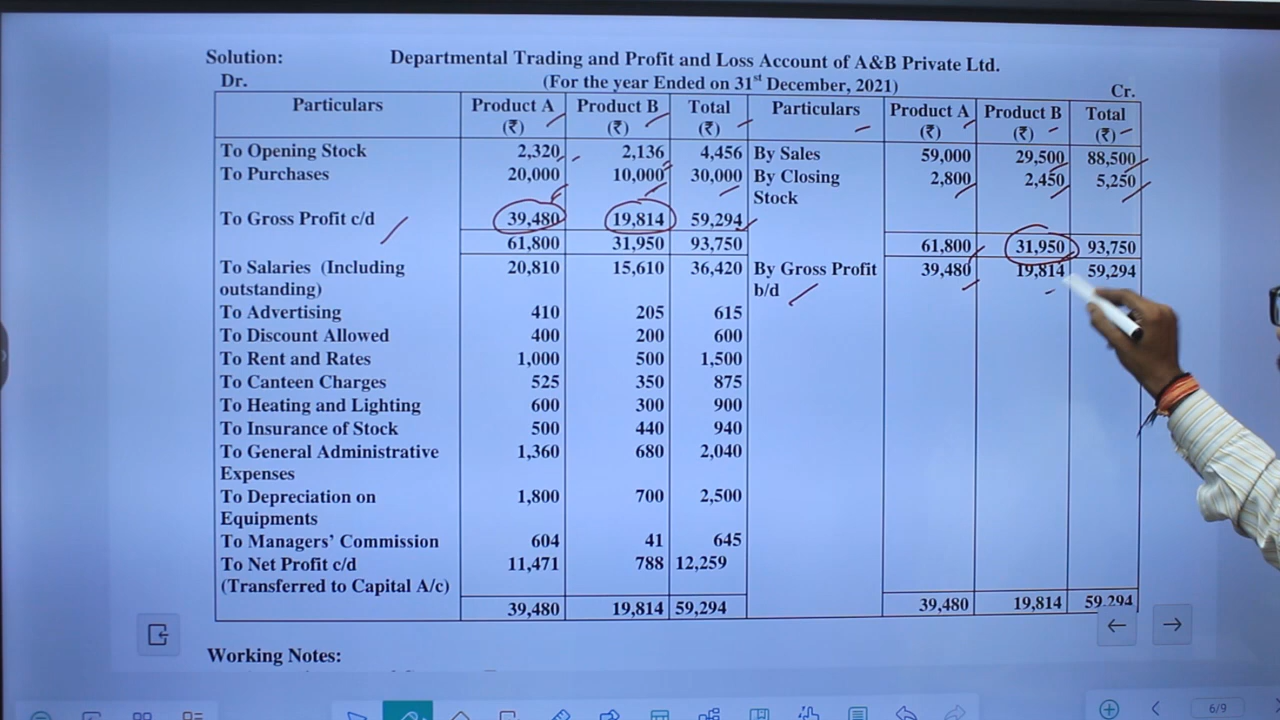 Solution: Departmental Trading and Profit and Loss Account of A&B Private Ltd.
Dr. (For the year Ended on 31st December, 2021) Cr.
Particulars Product A (₹) Product B (₹) Total (₹) Particulars Product A (₹) Product B (₹) Total (₹)
To Opening Stock 2,320 2,136 4,456 By Sales 59,000 29,500 88,500
To Purchases 20,000 10,000 30,000 By Closing 2,800 2,450 5,250
Stock
To Gross Profit c/d 39,480 19,814 59,294
61,800 31,950 93,750 61,800 31,950 93,750
To Salaries (Including 20,810 15,610 36,420 By Gross Profit 39,480 19,814 59,294
outstanding) b/d
To Advertising 410 205 615
To Discount Allowed 400 200 600
To Rent and Rates 1,000 500 1,500
To Canteen Charges 525 350 875
To Heating and Lighting 600 300 900
To Insurance of Stock 500 440 940
To General Administrative 1,360 680 2,040
Expenses
To Depreciation on 1,800 700 2,500
Equipments
To Managers' Commission 604 41 645
To Net Profit c/d 11,471 788 12,259
(Transferred to Capital A/c)
39,480 19,814 59,294 39,480 19,814 59.294
Working Notes:
6/9